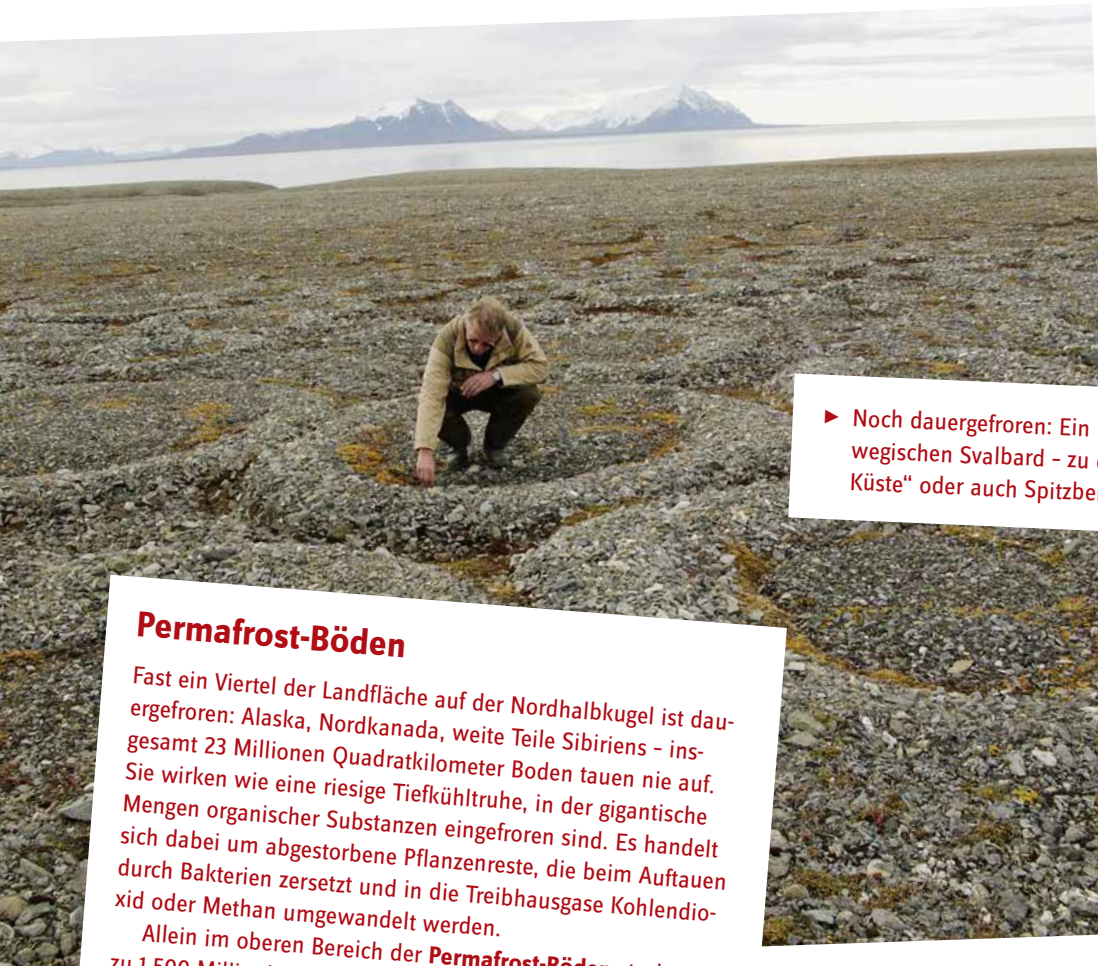 ► Noch dauergefroren: Ein
wegischen Svalbard – zu
Küste“ oder auch
Permafrost-Böden
Fast ein Viertel der Landfläche auf der Nordhalbkugel ist dau-
ergefroren: Alaska, Nordkanada, weite Teile Sibiriens – ins-
gesamt 23 Millionen Quadratkilometer Boden tauen nie auf.
Sie wirken wie eine riesige Tiefkühltruhe, in der gigantische
Mengen organischer Substanzen eingefroren sind. Es handelt
sich dabei um abgestorbene Pflanzenreste, die beim Auftauen
durch Bakterien zersetzt und in die Treibhausgase Kohlendio-
xid oder Methan umgewandelt werden.
Allein im oberen Bereich der Permafrost-Böden
zu 1.500